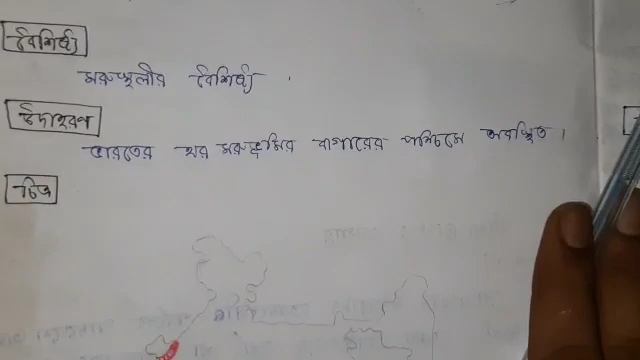 বৈশিষ্ট্য
মরুস্থলীর বৈশিষ্ট্য
উদাহরণ
ভারতের থর মরুভূমির বাগারের পশ্চিমে অবস্থিত।
চিত্র